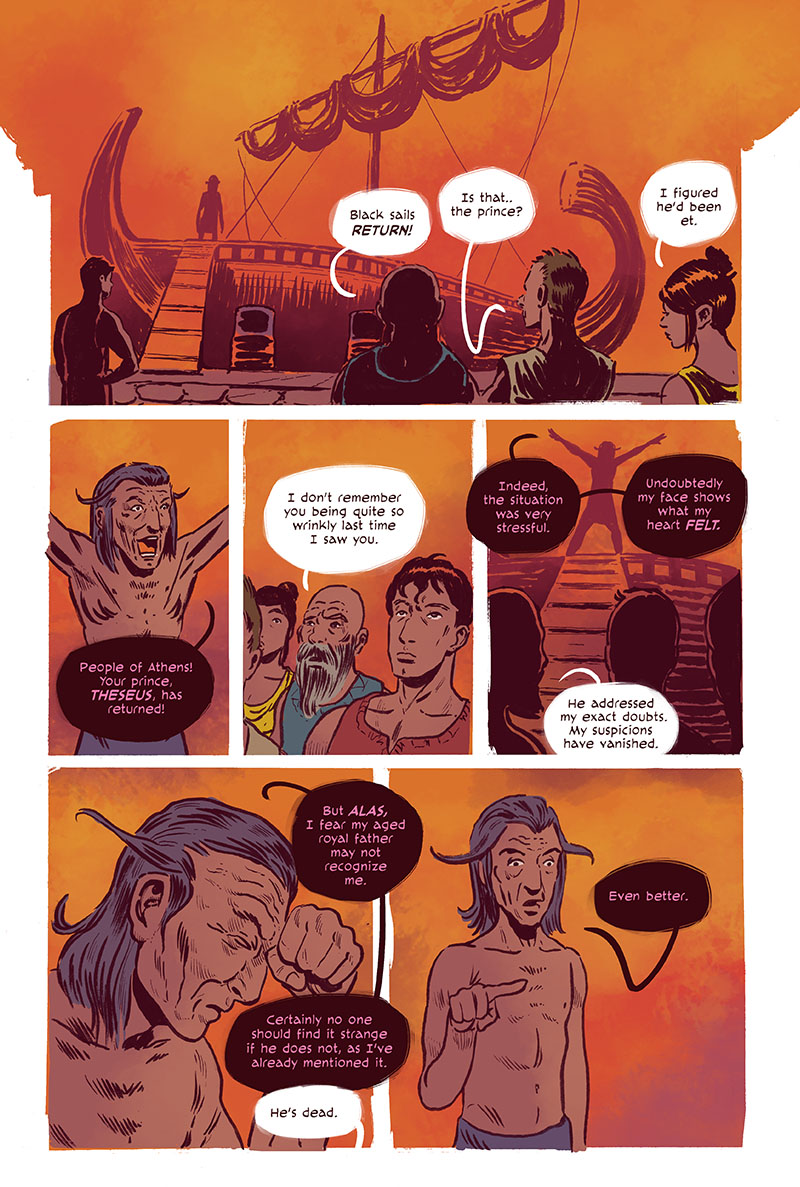 Black sails
RETURN!
Is that..
the prince?
I figured
he'd been
et.
People of Athens!
Your prince,
THESEUS, has
returned!
I don't remember
you being quite so
wrinkly last time
I saw you.
Indeed,
the situation
was very
stressful.
Undoubtedly
my face shows
what my
heart FELT.
He addressed
my exact doubts.
My suspicions
have vanished.
But ALAS,
I fear my aged
royal father
may not
recognize
me.
Certainly no one
should find it strange
if he does not, as I've
already mentioned it.
He's dead.
Even better.